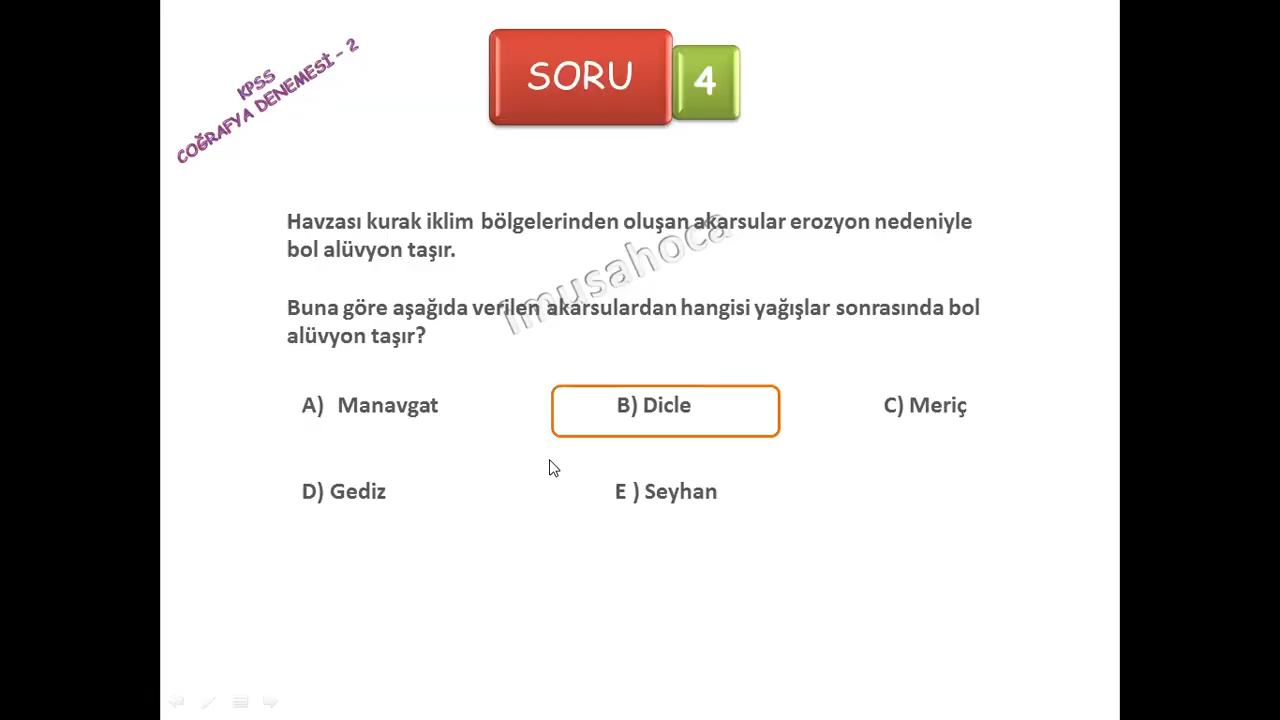 KPSS
COĞRAFYA DENEMESİ - 2
SORU 4
Havzası kurak iklim bölgelerinden oluşan akarsular erozyon nedeniyle
bol alüvyon taşır.
imusahoca
Buna göre aşağıda verilen akarsulardan hangisi yağışlar sonrasında bol
alüvyon taşır?
A) Manavgat
B) Dicle
C) Meriç
D) Gediz
E ) Seyhan